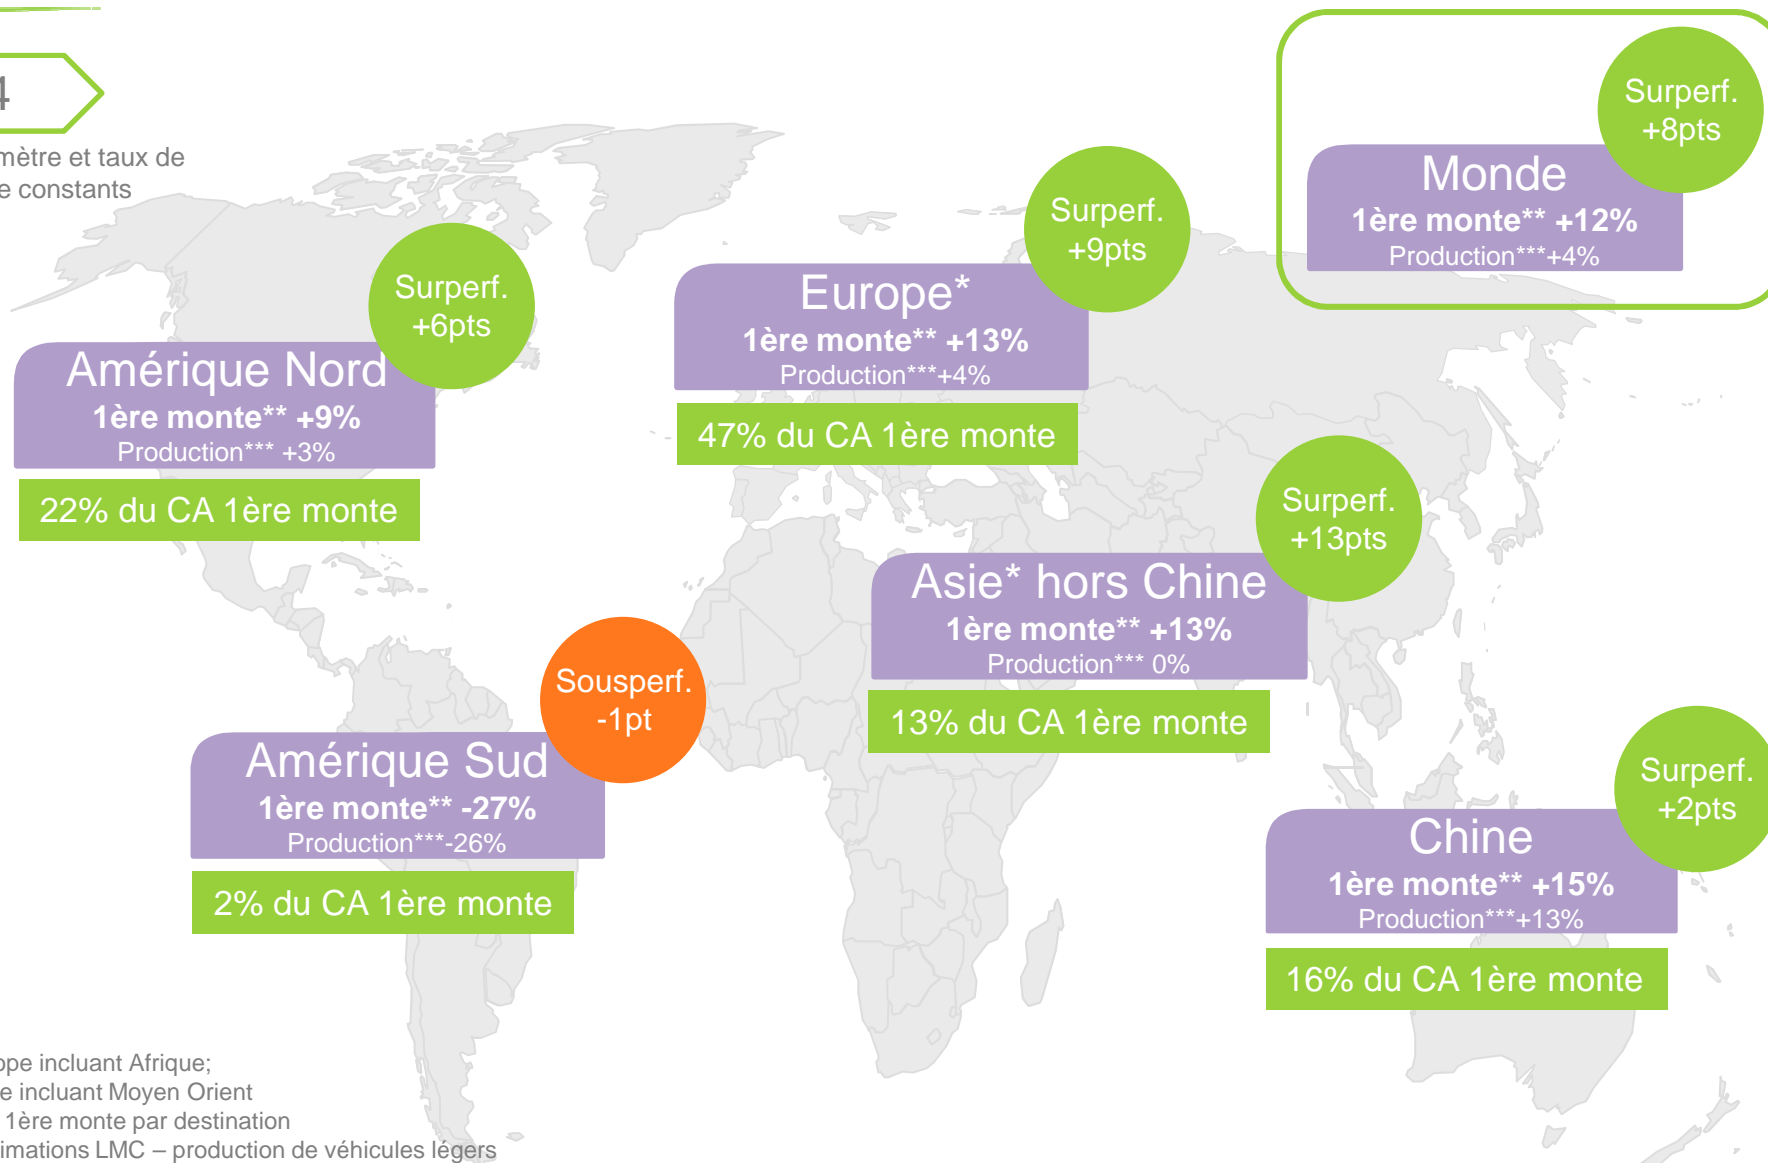 4
mètre et taux de
e constants
Surperf.
+8pts
Monde
1ère monte** +12%
Production***+4%
Surperf.
+9pts
Europe*
1ère monte** +13%
Production***+4%
47% du CA 1ère monte
Surperf.
+6pts
Amérique Nord
1ère monte** +9%
Production*** +3%
22% du CA 1ère monte
Surperf.
+13pts
Asie* hors Chine
1ère monte** +13%
Production*** 0%
13% du CA 1ère monte
Sousperf.
-1pt
Amérique Sud
1ère monte** -27%
Production***-26%
2% du CA 1ère monte
Surperf.
+2pts
Chine
1ère monte** +15%
Production***+13%
16% du CA 1ère monte
ope incluant Afrique;
e incluant Moyen Orient
1ère monte par destination
imations LMC – production de véhicules légers